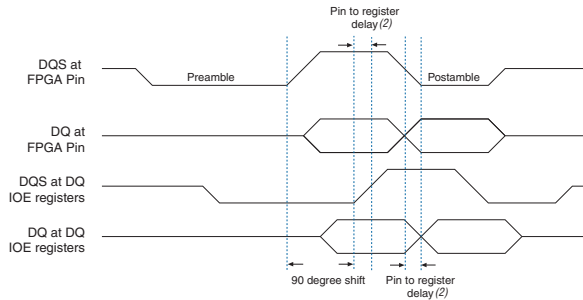 Pin to register
delay(2)
DQS at
FPGA Pin
Preamble
Postamble
DQ at
FPGA Pin
DQS at DQ
IOE registers
DQ at DQ
IOE registers
90 degree shift
Pin to register
delay(2)